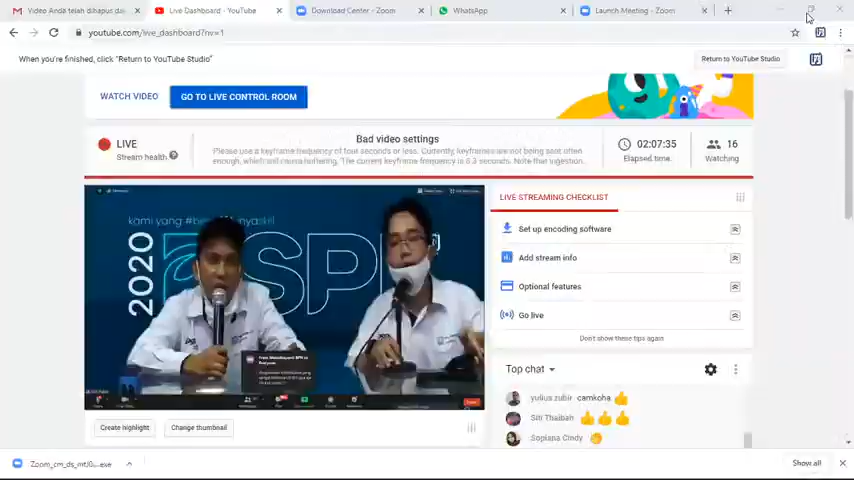 Video Anda telah dihapus da
Live Dashboard - YouTube
Download Center - Zoom
WhatsApp
Launch Meeting - Zoom
youtube.com/live_dashboard?nv=1
When you're finished, click "Return to YouTube Studio"
Return to YouTube Studio
WATCH VIDEO
GO TO LIVE CONTROL ROOM
LIVE
Stream health
Bad video settings
Please use a keyframe frequency of four seconds or less. Currently, keyframes are not being sent often
enough, which will cause buffering. The current keyframe frequency is 8.3 seconds. Note that ingestion
02:07:35
Elapsed time.
16
Watching
LIVE STREAMING CHECKLIST
Set up encoding software
Add stream info
Optional features
Go live
Don't show these tips again
kami yang
2020
Top chat
yulius zubir camkoha 👍
Siti Thaibah 👍👍👍
Sopiana Cindy 👏
Create highlight
Change thumbnail
Zoom_cm_ds_mtJ0....exe
Show all